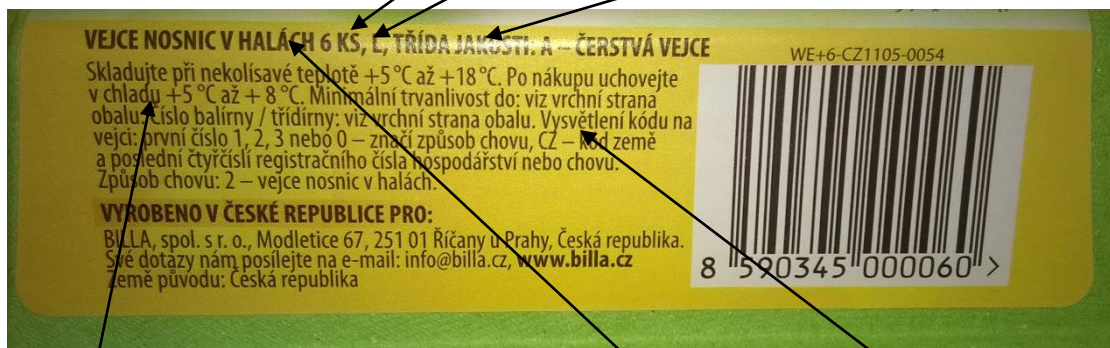 VEJCE NOSNIC V HALÁCH 6 KS, L, TŘÍDA JAKOSTI: A – ČERSTVÁ VEJCE
WE+6-CZ1105-0054
Skladujte při nekolísavé teplotě +5 °C až +18 °C. Po nákupu uchovejte
v chladu +5 °C až + 8 °C. Minimální trvanlivost do: viz vrchní strana
obalu. Číslo balírny / třídírny: viz vrchní strana obalu. Vysvětlení kódu na
vejci: první číslo 1, 2, 3 nebo 0 – značí způsob chovu, CZ – kód země
a poslední čtyřčíslí registračního čísla hospodářství nebo chovu.
Způsob chovu: 2 – vejce nosnic v halách.
VYROBENO V ČESKÉ REPUBLICE PRO:
BILLA, spol. s r. o., Modletice 67, 251 01 Říčany u Prahy, Česká republika.
Své dotazy nám posílejte na e-mail: info@billa.cz, www.billa.cz
Země původu: Česká republika
8 590345 000060 >